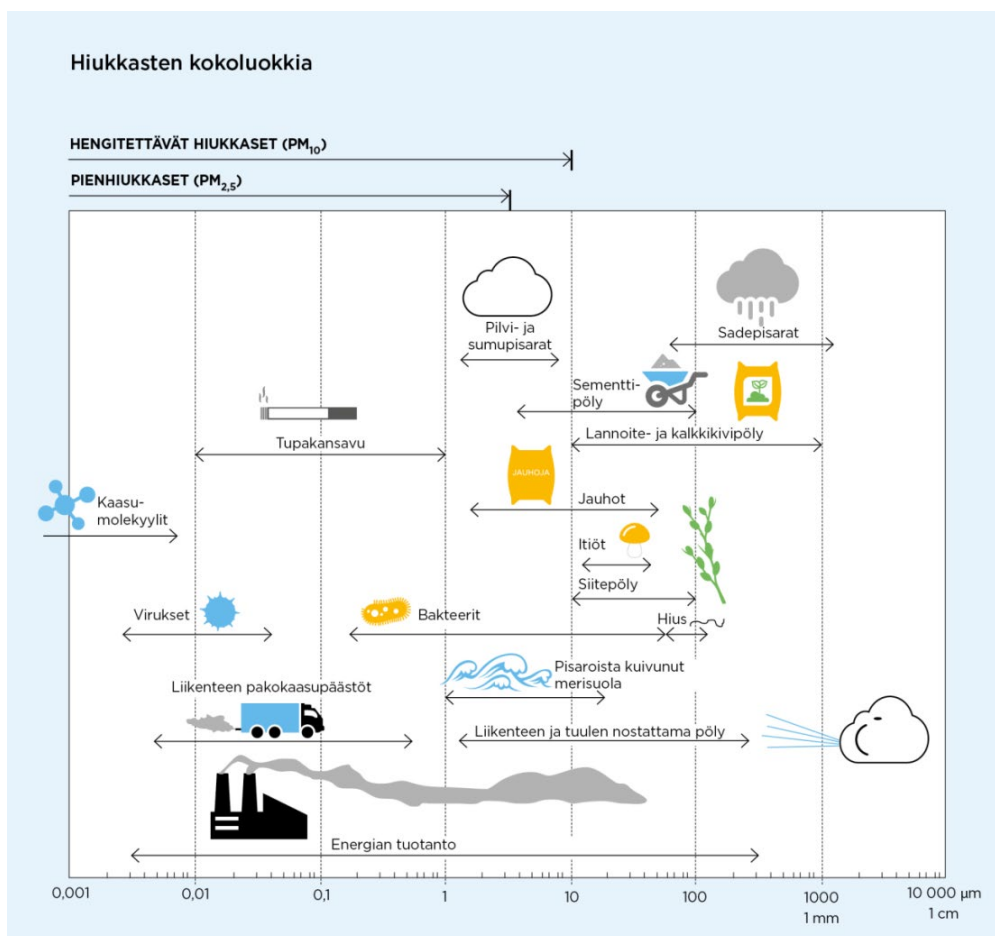 Hiukkasten kokoluokkia
HENGITETTÄVÄT HIUKKASET (PM10)
PIENHIUKKASET (PM2,5)
Pilvi- ja
sumupisarat
Sadepisarat
Sementti-
pöly
Lannoite- ja kalkkikivipöly
Tupakansavu
JAUHOJA
Jauhot
Kaasu-
molekyylit
Itiöt
Siitepöly
Virukset
Bakteerit
Hius
Pisaroista kuivunut
merisuola
Liikenteen pakokaasupäästöt
Liikenteen ja tuulen nostattama pöly
Energian tuotanto
0,001 0,01 0,1 1 10 100 1000 10 000 µm
1 mm 1 cm